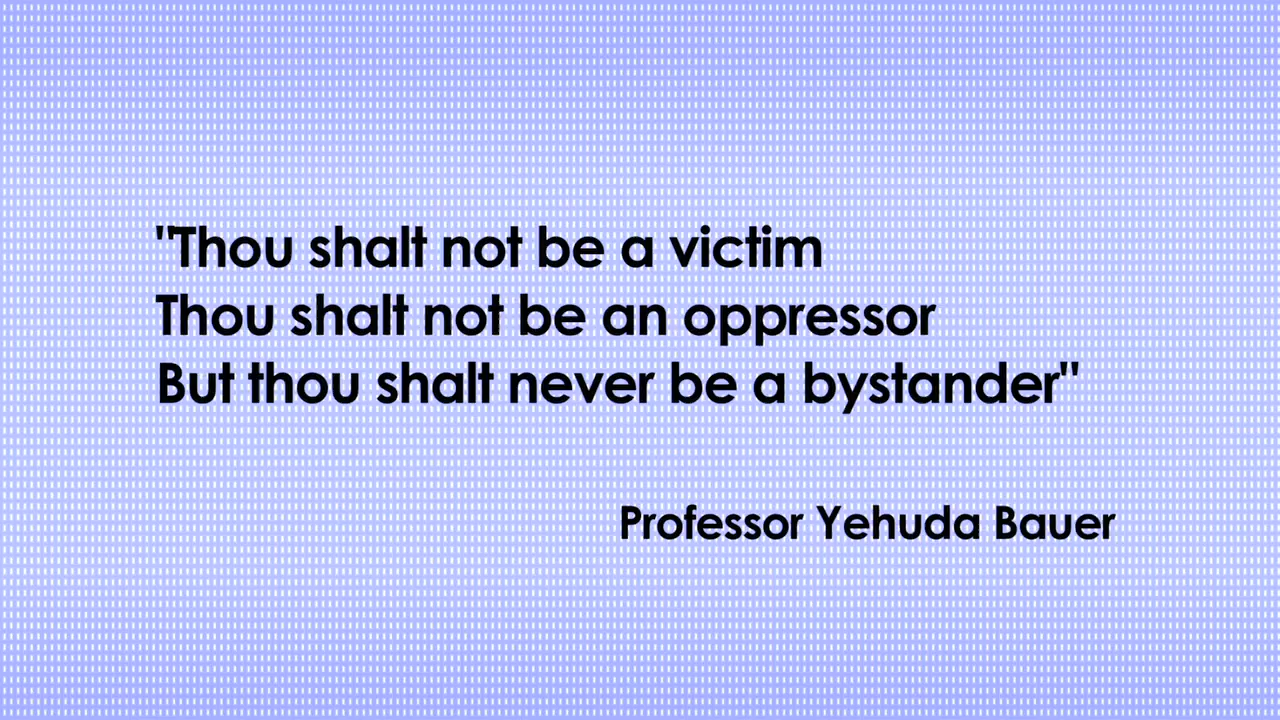 "Thou shalt not be a victim
Thou shalt not be an oppressor
But thou shalt never be a bystander"
Professor Yehuda Bauer